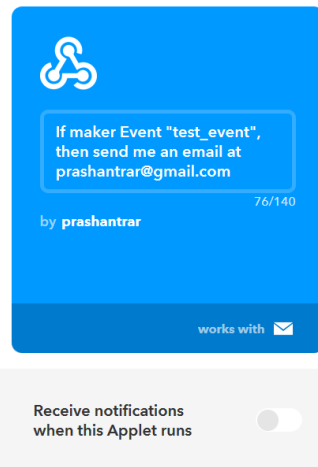 If maker Event "test_event",
then send me an email at
prashantrar@gmail.com
76/140
by prashantrar
works with
Receive notifications
when this Applet runs